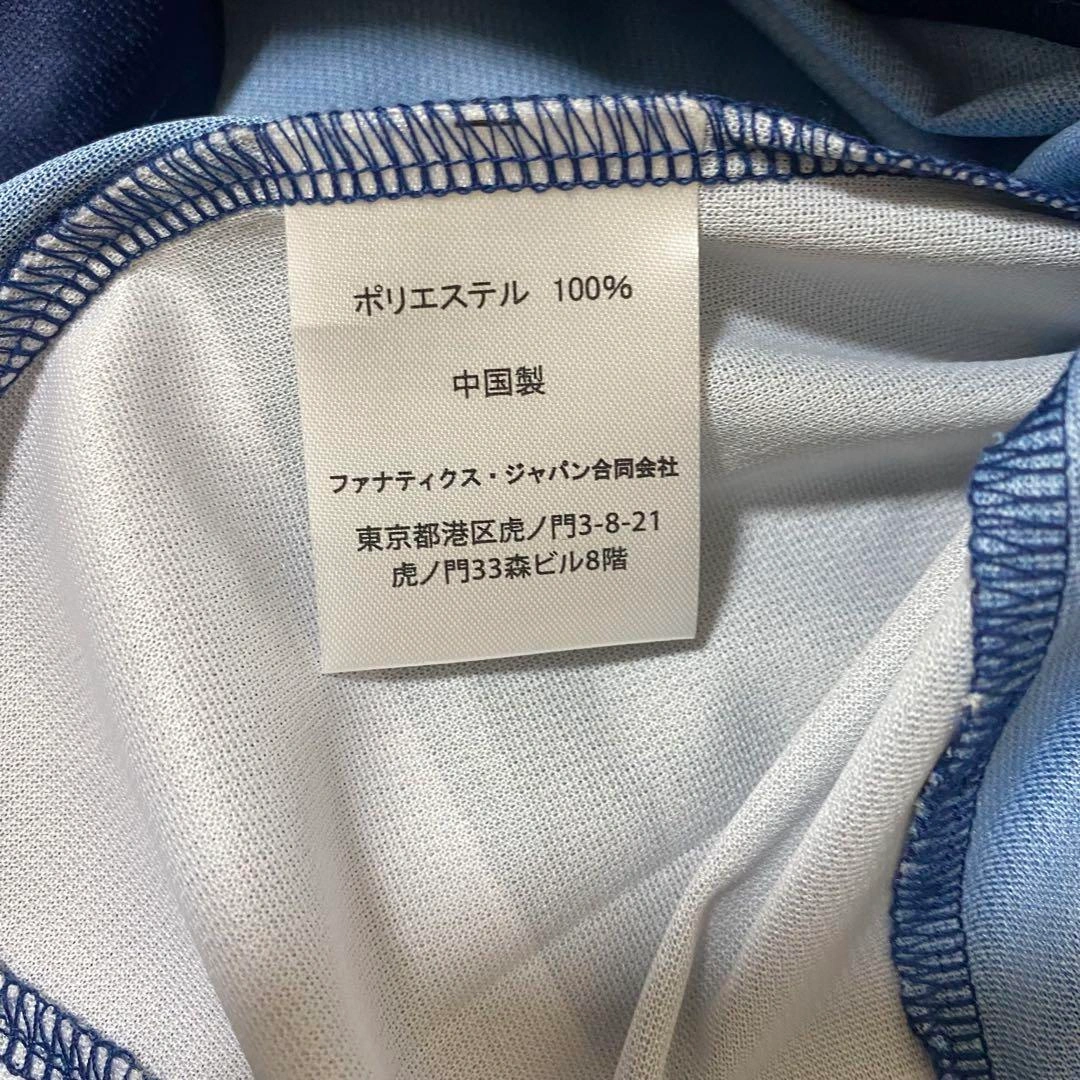 ポリエステル 100%
中国製
ファナティクス・ジャパン合同会社
東京都港区虎ノ門3-8-21
虎ノ門33森ビル8階